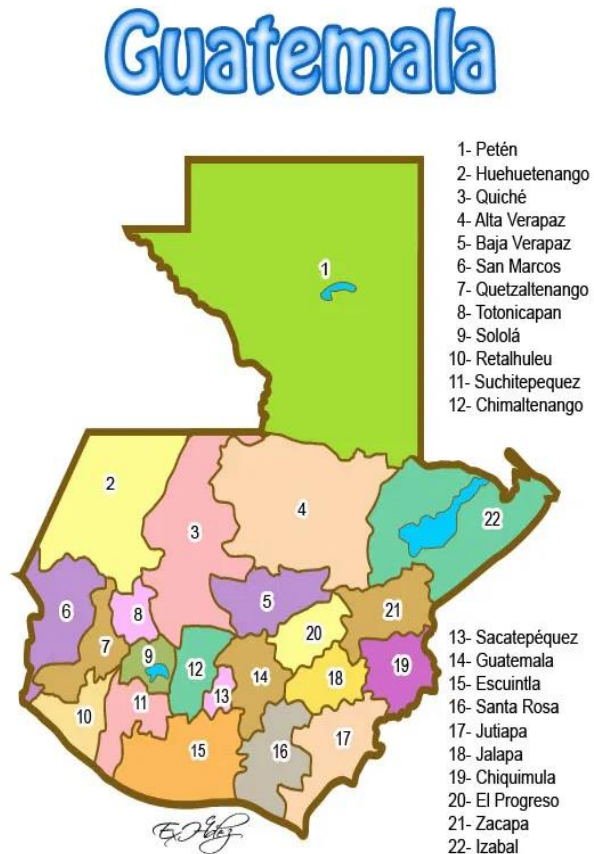 Guatemala
1- Petén
2- Huehuetenango
3- Quiché
4- Alta Verapaz
5- Baja Verapaz
6- San Marcos
7- Quetzaltenango
8- Totonicapan
9- Sololá
10- Retalhuleu
11- Suchitepequez
12- Chimaltenango
1
2
3
4
22
5
6
8
7
21
20
9
12
19
14
18
13
10
11
17
15
16
13- Sacatepéquez
14- Guatemala
15- Escuintla
16- Santa Rosa
17- Jutiapa
18- Jalapa
19- Chiquimula
20- El Progreso
21- Zacapa
22- Izabal